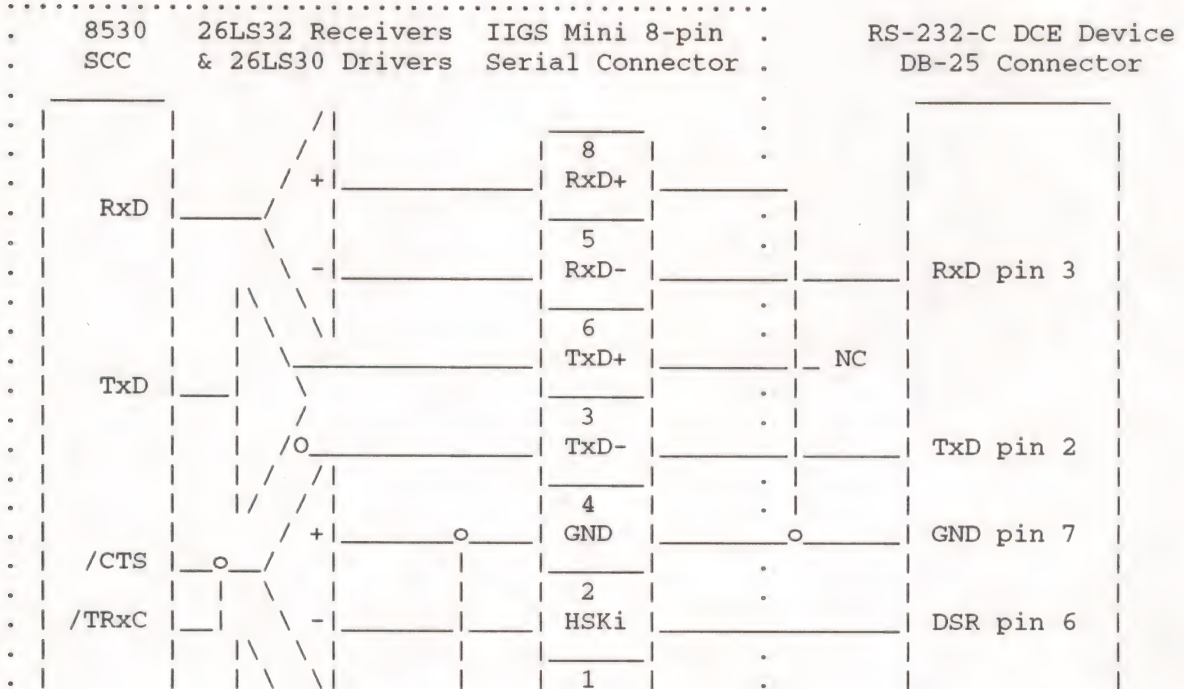 8530 26LS32 Receivers IIGS Mini 8-pin RS-232-C DCE Device
SCC & 26LS30 Drivers Serial Connector DB-25 Connector
8
+ RxD+
RxD
5
- RxD- RxD pin 3
6
TxD+ NC
TxD
3
TxD- TxD pin 2
4
+ GND GND pin 7
/CTS
2
/TRxC - HSKi DSR pin 6
1